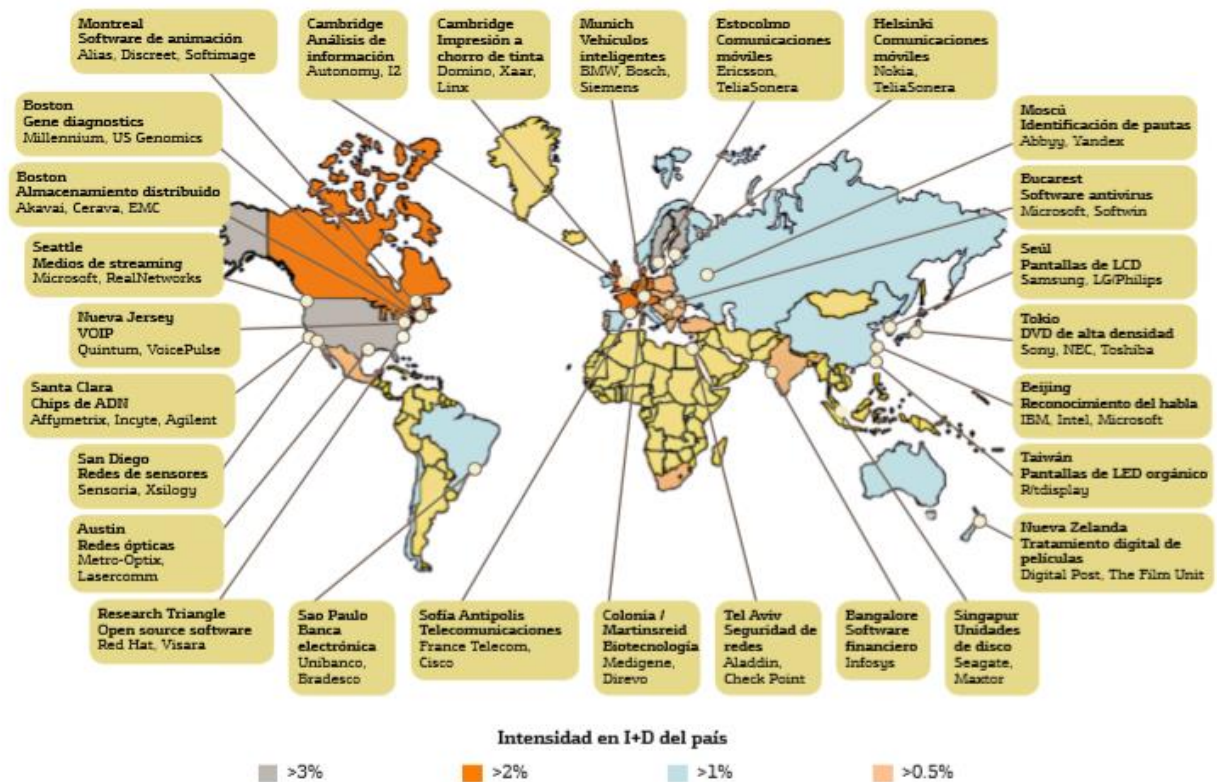 Montreal
Software de animación
Alias, Discreet, Softimage
Cambridge
Análisis de
información
Autonomy, I2
Cambridge
Impresión a
chorro de tinta
Domino, Xaar,
Linx
Munich
Vehículos
inteligentes
BMW, Bosch,
Siemens
Estocolmo
Comunicaciones
móviles
Ericsson,
TeliaSonera
Helsinki
Comunicaciones
móviles
Nokia,
TeliaSonera
Boston
Gene diagnostics
Millennium, US Genomics
Boston
Almacenamiento distribuido
Akavai, Cerava, EMC
Seattle
Medios de streaming
Microsoft, RealNetworks
Nueva Jersey
VOIP
Quintum, VoicePulse
Santa Clara
Chips de ADN
Affymetrix, Incyte, Agilent
San Diego
Redes de sensores
Sensoria, Xsilogy
Austin
Redes ópticas
Metro-Optix,
Lasercomm
Research Triangle
Open source software
Red Hat, Visara
Moscú
Identificación de pautas
Abbyy, Yandex
Bucarest
Software antivirus
Microsoft, Softwin
Seúl
Pantallas de LCD
Samsung, LG/Philips
Tokio
DVD de alta densidad
Sony, NEC, Toshiba
Beijing
Reconocimiento del habla
IBM, Intel, Microsoft
Taiwán
Pantallas de LED orgánico
Ritdisplay
Nueva Zelanda
Tratamiento digital de
películas
Digital Post, The Film Unit
Sao Paulo
Banca
electrónica
Unibanco,
Bradesco
Sofía Antipolis
Telecomunicaciones
France Telecom,
Cisco
Colonia /
Martinsreid
Biotecnología
Medigene,
Direvo
Tel Aviv
Seguridad de
redes
Aladdin,
Check Point
Bangalore
Software
financiero
Infosys
Singapur
Unidades
de disco
Seagate,
Maxtor
Intensidad en I+D del país
>3%
>2%
>1%
>0.5%